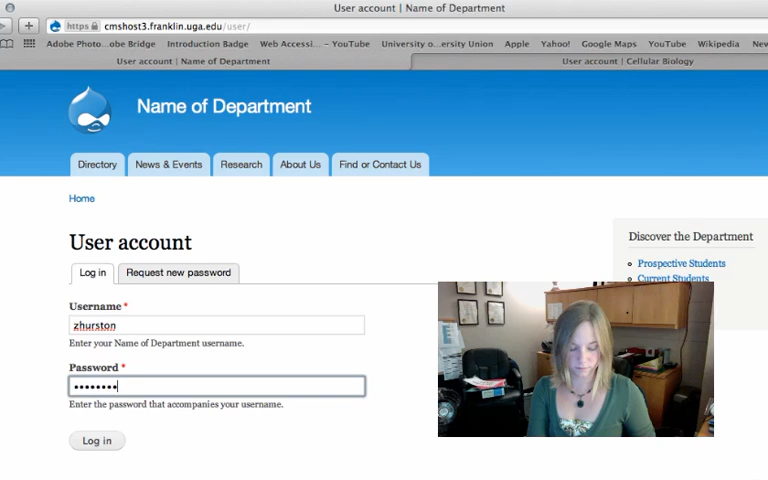 User account | Name of Department
https cmshost3.franklin.uga.edu/user/
Adobe Photo...obe Bridge Introduction Badge Web Accessi... – YouTube University o...ersity Union Apple Yahoo! Google Maps YouTube Wikipedia New
User account | Name of Department User account | Cellular Biology
Name of Department
Directory News & Events Research About Us Find or Contact Us
Home
User account
Discover the Department
Log in Request new password
Prospective Students
Current Students
Username *
zhurston
Enter your Name of Department username.
Password *
••••••••
Enter the password that accompanies your username.
Log in